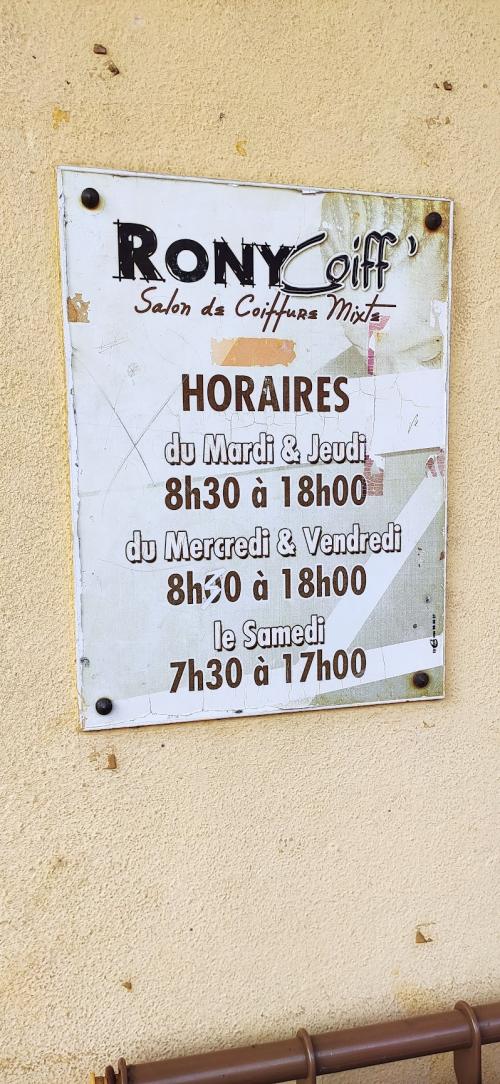 RONY Coiff'
Salon de Coiffure Mixte
HORAIRES
du Mardi & Jeudi
8h30 à 18h00
du Mercredi & Vendredi
8h30 à 18h00
le Samedi
7h30 à 17h00